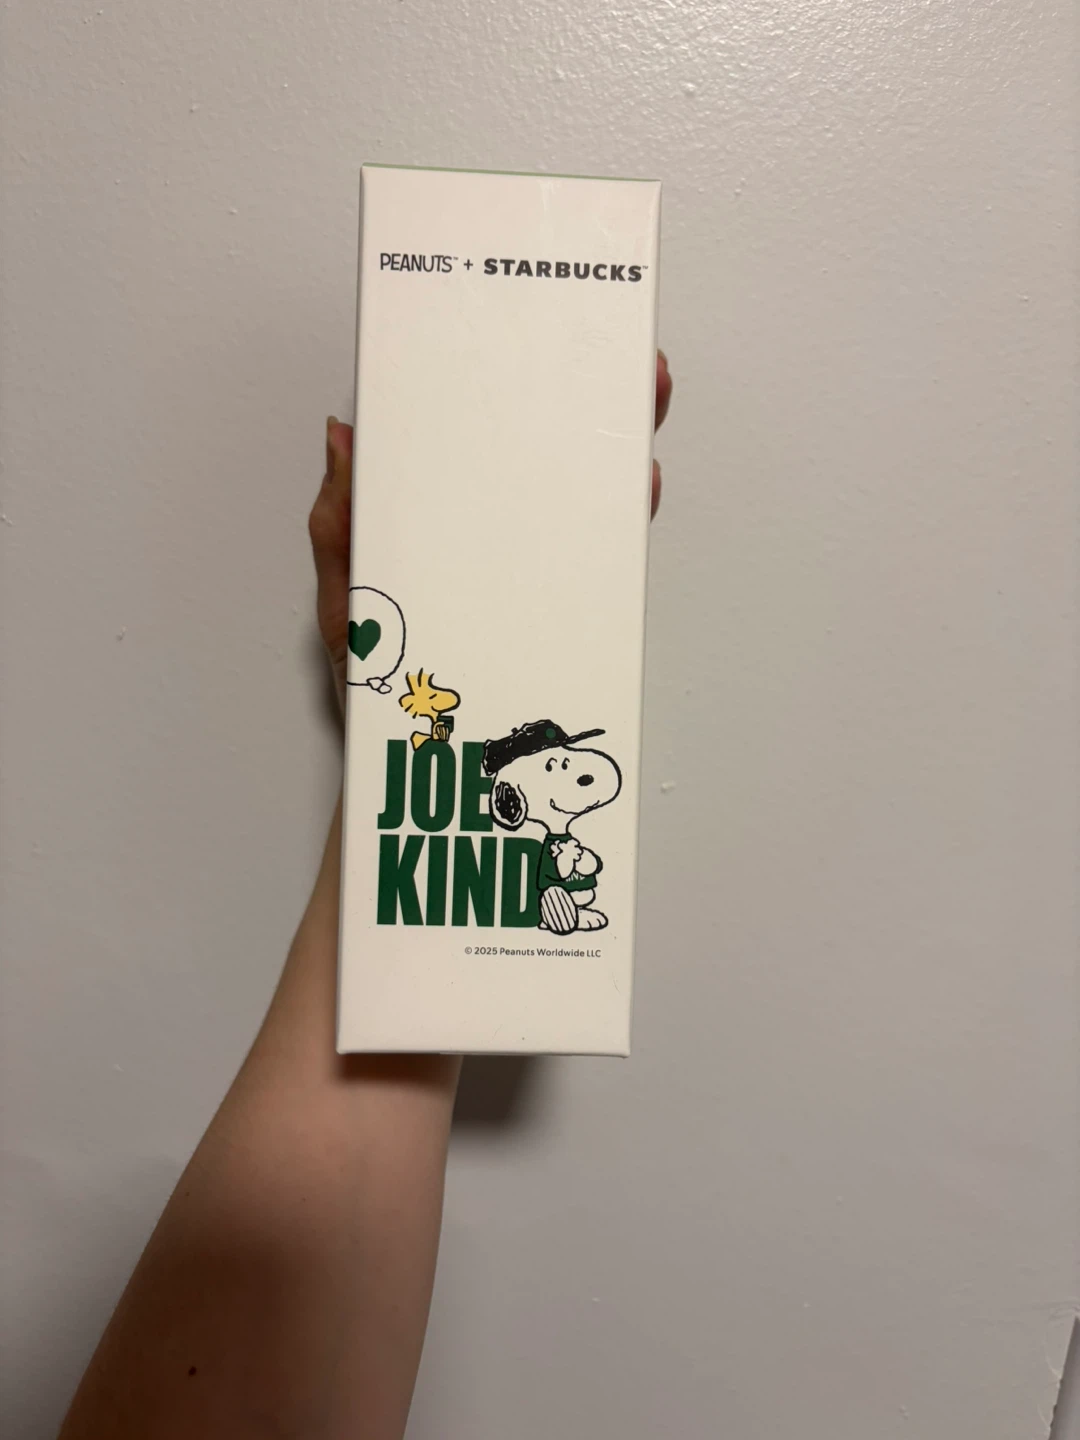 PEANUTS™ + STARBUCKS™
JOE
KIND
© 2025 Peanuts Worldwide LLC